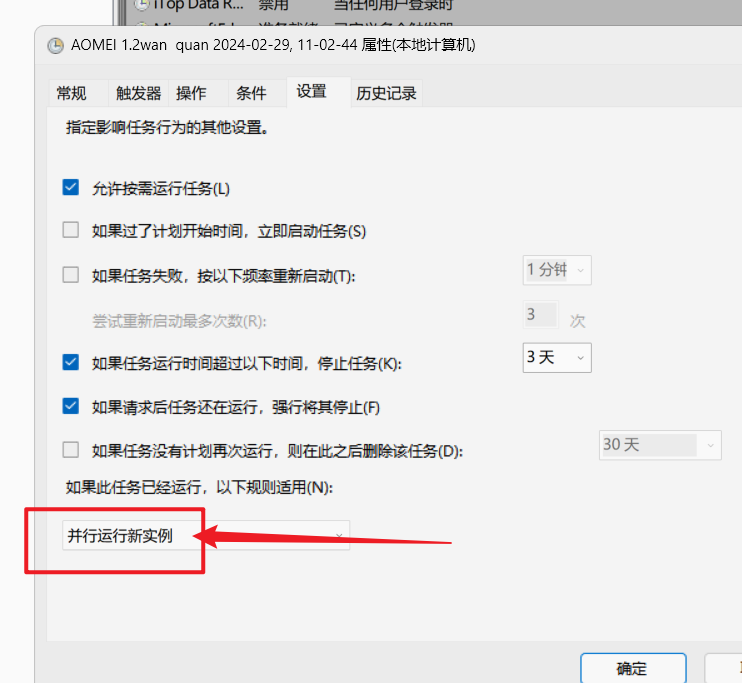 iTop Data R... 禁用 当任何用户登录时
AOMEI 1.2wan quan 2024-02-29, 11-02-44 属性(本地计算机)
常规 触发器 操作 条件 设置 历史记录
指定影响任务行为的其他设置。
允许按需运行任务(L)
如果过了计划开始时间，立即启动任务(S)
如果任务失败，按以下频率重新启动(T): 1 分钟
尝试重新启动最多次数(R): 3 次
如果任务运行时间超过以下时间，停止任务(K): 3 天
如果请求后任务还在运行，强行将其停止(F)
如果任务没有计划再次运行，则在此之后删除该任务(D): 30 天
如果此任务已经运行，以下规则适用(N):
并行运行新实例
确定